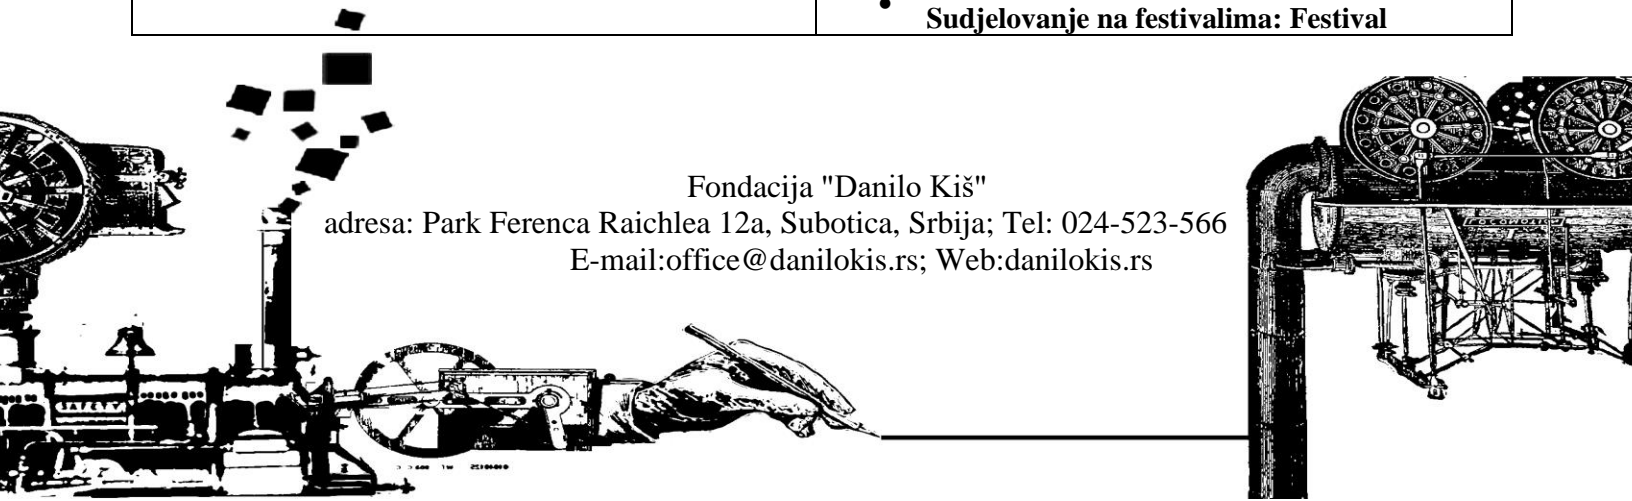 Sudjelovanje na festivalima: Festival
Fondacija "Danilo Kiš"
adresa: Park Ferenca Raichlea 12a, Subotica, Srbija; Tel: 024-523-566
E-mail:office@danilokis.rs; Web:danilokis.rs